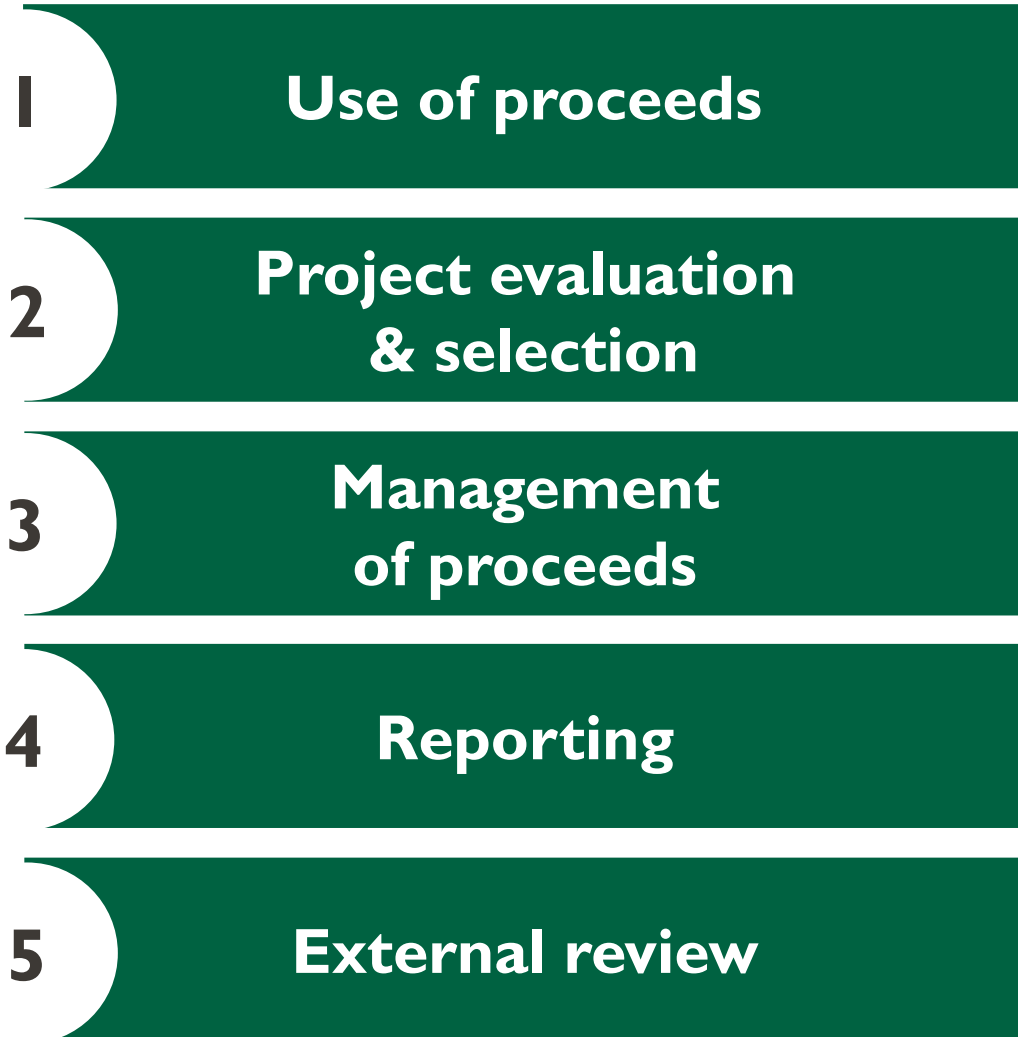 1
Use of proceeds
2
Project evaluation
& selection
3
Management
of proceeds
4
Reporting
5
External review